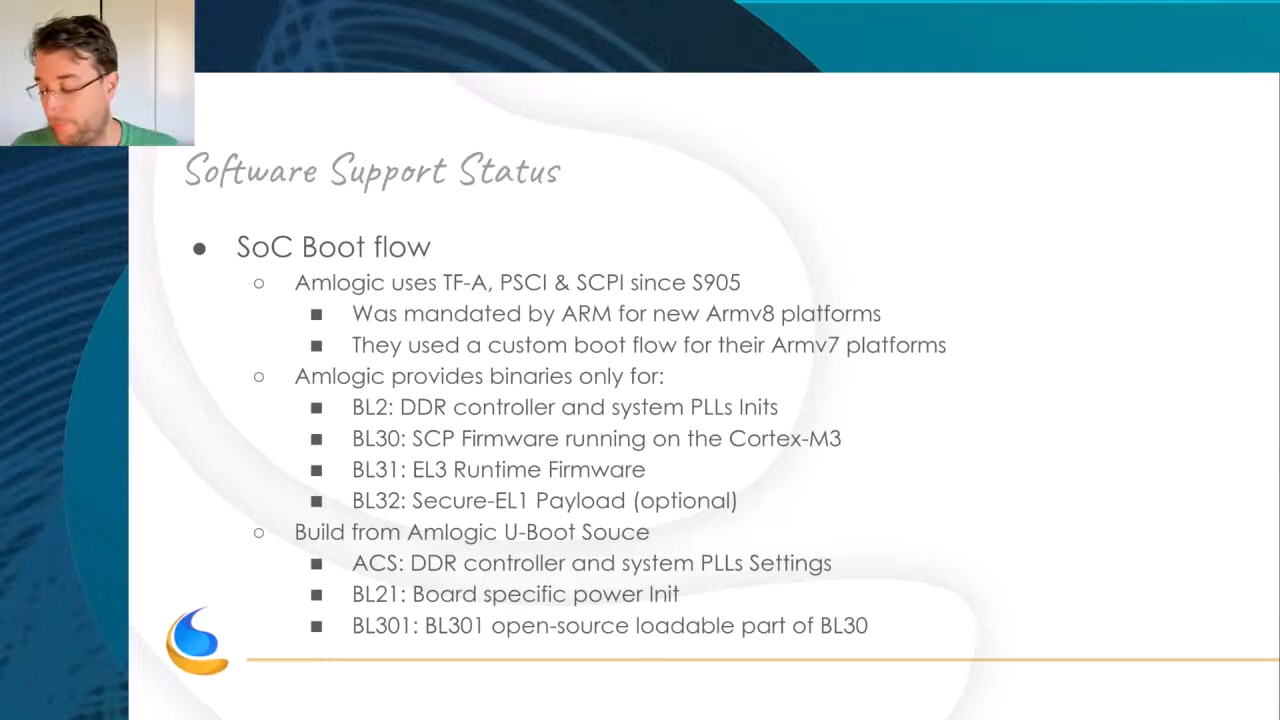 Software Support Status
● SoC Boot flow
○ Amlogic uses TF-A, PSCI & SCPI since S905
■ Was mandated by ARM for new Armv8 platforms
■ They used a custom boot flow for their Armv7 platforms
○ Amlogic provides binaries only for:
■ BL2: DDR controller and system PLLs Inits
■ BL30: SCP Firmware running on the Cortex-M3
■ BL31: EL3 Runtime Firmware
■ BL32: Secure-EL1 Payload (optional)
○ Build from Amlogic U-Boot Souce
■ ACS: DDR controller and system PLLs Settings
■ BL21: Board specific power Init
■ BL301: BL301 open-source loadable part of BL30